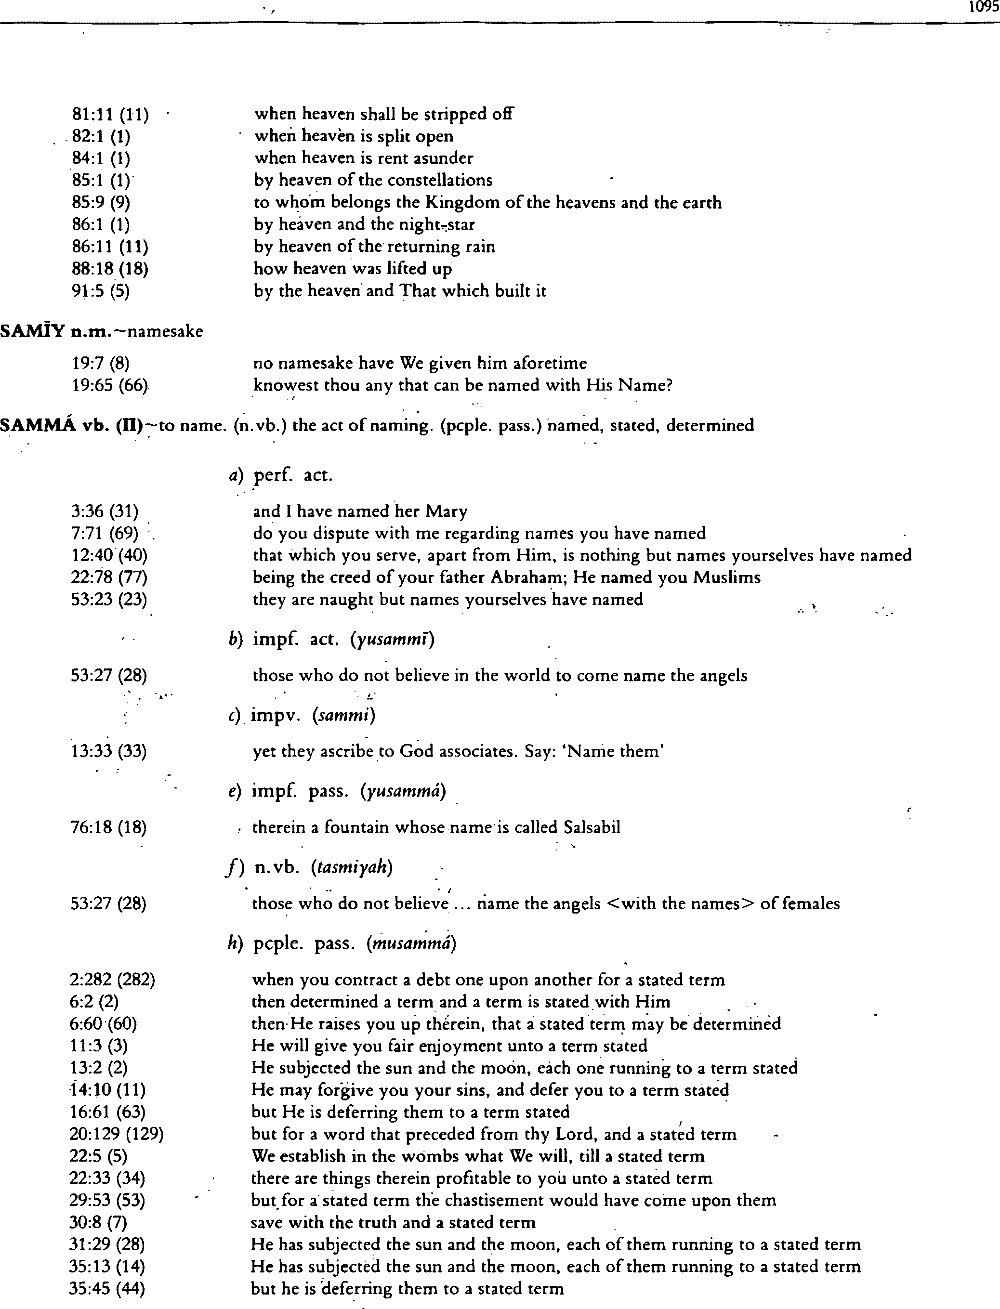 1095
81:11 (11) when heaven shall be stripped off
82:1 (1) when heaven is split open
84:1 (1) when heaven is rent asunder
85:1 (1) by heaven of the constellations
85:9 (9) to whom belongs the Kingdom of the heavens and the earth
86:1 (1) by heaven and the night-star
86:11 (11) by heaven of the returning rain
88:18 (18) how heaven was lifted up
91:5 (5) by the heaven and That which built it
SAMĪY n.m.~namesake
19:7 (8) no namesake have We given him aforetime
19:65 (66) knowest thou any that can be named with His Name?
SAMMÁ vb. (II)~to name. (n.vb.) the act of naming. (pcple. pass.) named, stated, determined
a) perf. act.
3:36 (31) and I have named her Mary
7:71 (69) do you dispute with me regarding names you have named
12:40 (40) that which you serve, apart from Him, is nothing but names yourselves have named
22:78 (77) being the creed of your father Abraham; He named you Muslims
53:23 (23) they are naught but names yourselves have named
b) impf. act. (yusammī)
53:27 (28) those who do not believe in the world to come name the angels
c) impv. (sammi)
13:33 (33) yet they ascribe to God associates. Say: 'Name them'
e) impf. pass. (yusammá)
76:18 (18) therein a fountain whose name is called Salsabil
f) n.vb. (tasmiyah)
53:27 (28) those who do not believe ... name the angels <with the names> of females
h) pcple. pass. (musammá)
2:282 (282) when you contract a debt one upon another for a stated term
6:2 (2) then determined a term and a term is stated with Him
6:60 (60) then He raises you up therein, that a stated term may be determined
11:3 (3) He will give you fair enjoyment unto a term stated
13:2 (2) He subjected the sun and the moon, each one running to a term stated
14:10 (11) He may forgive you your sins, and defer you to a term stated
16:61 (63) but He is deferring them to a term stated
20:129 (129) but for a word that preceded from thy Lord, and a stated term
22:5 (5) We establish in the wombs what We will, till a stated term
22:33 (34) there are things therein profitable to you unto a stated term
29:53 (53) but for a stated term the chastisement would have come upon them
30:8 (7) save with the truth and a stated term
31:29 (28) He has subjected the sun and the moon, each of them running to a stated term
35:13 (14) He has subjected the sun and the moon, each of them running to a stated term
35:45 (44) but he is deferring them to a stated term